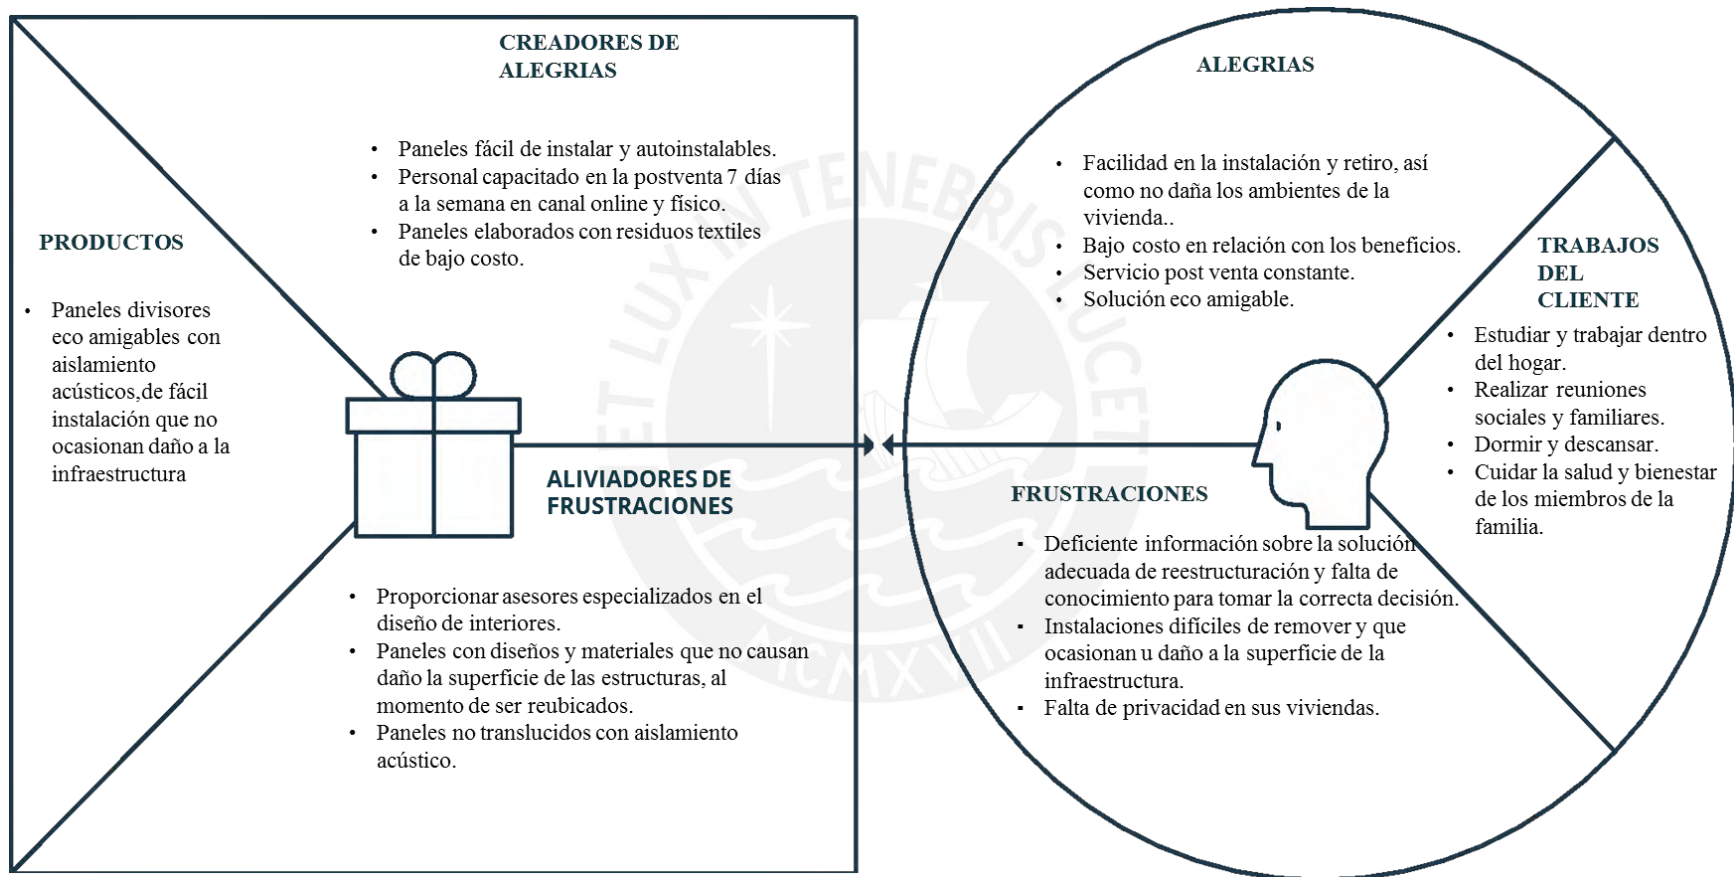 CREADORES DE
ALEGRIAS
• Paneles fácil de instalar y autoinstalables.
• Personal capacitado en la postventa 7 días
a la semana en canal online y físico.
• Paneles elaborados con residuos textiles
de bajo costo.
PRODUCTOS
• Paneles divisores
eco amigables con
aislamiento
acústicos,de fácil
instalación que no
ocasionan daño a la
infraestructura
ALIVIADORES DE
FRUSTRACIONES
• Proporcionar asesores especializados en el
diseño de interiores.
• Paneles con diseños y materiales que no causan
daño la superficie de las estructuras, al
momento de ser reubicados.
• Paneles no translucidos con aislamiento
acústico.
ALEGRIAS
• Facilidad en la instalación y retiro, así
como no daña los ambientes de la
vivienda..
• Bajo costo en relación con los beneficios.
• Servicio post venta constante.
• Solución eco amigable.
TRABAJOS
DEL
CLIENTE
• Estudiar y trabajar dentro
del hogar.
• Realizar reuniones
sociales y familiares.
• Dormir y descansar.
• Cuidar la salud y bienestar
de los miembros de la
familia.
FRUSTRACIONES
▪ Deficiente información sobre la solución
adecuada de reestructuración y falta de
conocimiento para tomar la correcta decisión.
▪ Instalaciones difíciles de remover y que
ocasionan u daño a la superficie de la
infraestructura.
▪ Falta de privacidad en sus viviendas.
ET LUX IN TENEBRIS LUCET
MCMXVII